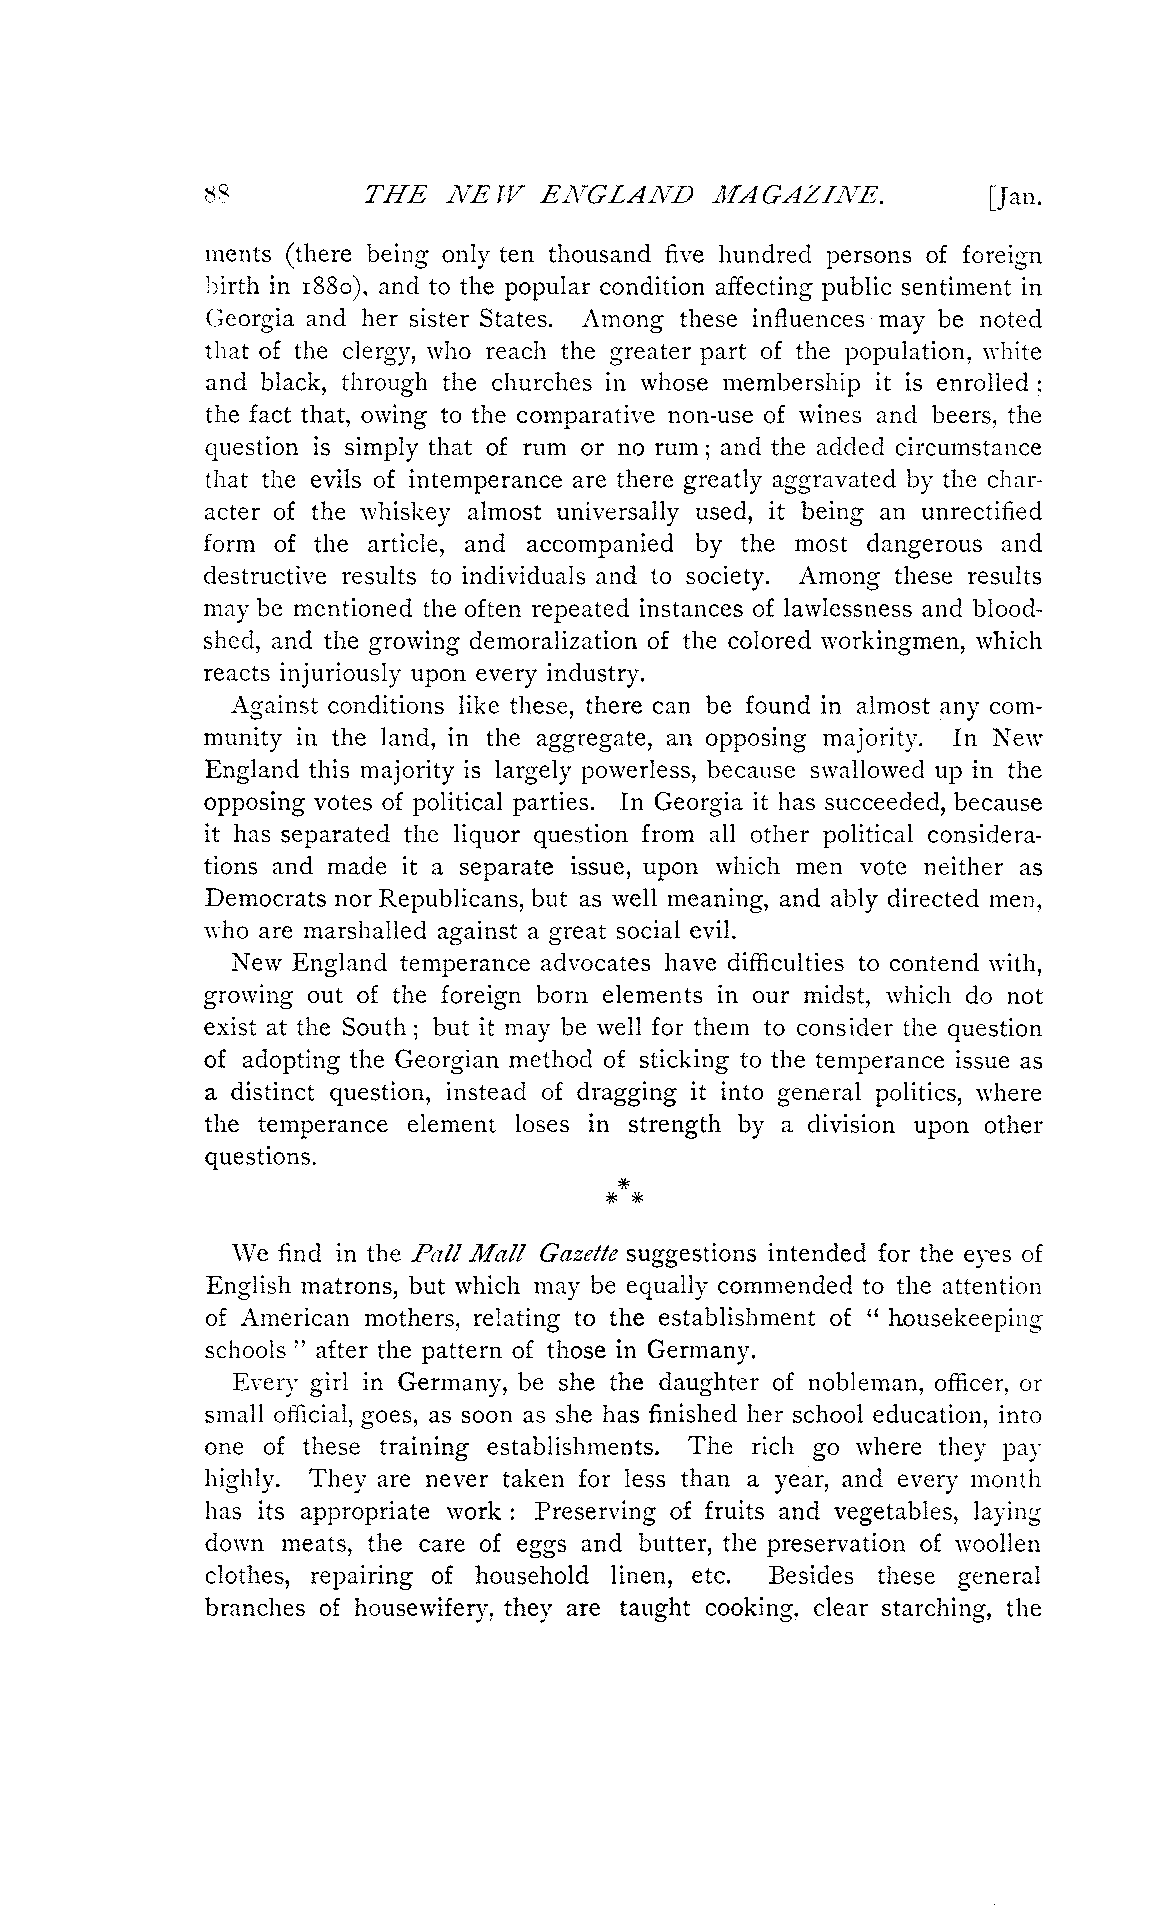 88 THE NEW ENGLAND MAGAZINE. [Jan.
ments (there being only ten thousand five hundred persons of foreign
birth in 1880), and to the popular condition affecting public sentiment in
Georgia and her sister States. Among these influences may be noted
that of the clergy, who reach the greater part of the population, white
and black, through the churches in whose membership it is enrolled;
the fact that, owing to the comparative non-use of wines and beers, the
question is simply that of rum or no rum; and the added circumstance
that the evils of intemperance are there greatly aggravated by the char-
acter of the whiskey almost universally used, it being an unrectified
form of the article, and accompanied by the most dangerous and
destructive results to individuals and to society. Among these results
may be mentioned the often repeated instances of lawlessness and blood-
shed, and the growing demoralization of the colored workingmen, which
reacts injuriously upon every industry.
Against conditions like these, there can be found in almost any com-
munity in the land, in the aggregate, an opposing majority. In New
England this majority is largely powerless, because swallowed up in the
opposing votes of political parties. In Georgia it has succeeded, because
it has separated the liquor question from all other political considera-
tions and made it a separate issue, upon which men vote neither as
Democrats nor Republicans, but as well meaning, and ably directed men,
who are marshalled against a great social evil.
New England temperance advocates have difficulties to contend with,
growing out of the foreign born elements in our midst, which do not
exist at the South; but it may be well for them to consider the question
of adopting the Georgian method of sticking to the temperance issue as
a distinct question, instead of dragging it into general politics, where
the temperance element loses in strength by a division upon other
questions.
*
* *
We find in the Pall Mall Gazette suggestions intended for the eyes of
English matrons, but which may be equally commended to the attention
of American mothers, relating to the establishment of " housekeeping
schools " after the pattern of those in Germany.
Every girl in Germany, be she the daughter of nobleman, officer, or
small official, goes, as soon as she has finished her school education, into
one of these training establishments. The rich go where they pay
highly. They are never taken for less than a year, and every month
has its appropriate work: Preserving of fruits and vegetables, laying
down meats, the care of eggs and butter, the preservation of woollen
clothes, repairing of household linen, etc. Besides these general
branches of housewifery, they are taught cooking, clear starching, the